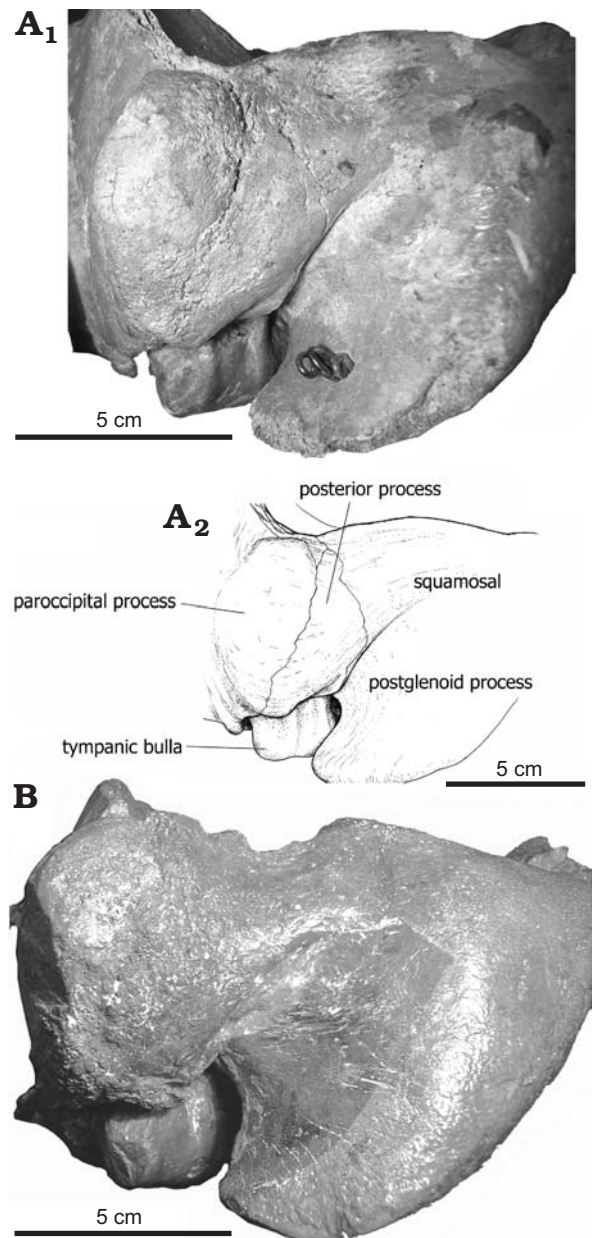 A1
5 cm
A2
posterior process
paroccipital process
squamosal
postglenoid process
tympanic bulla
5 cm
B
5 cm